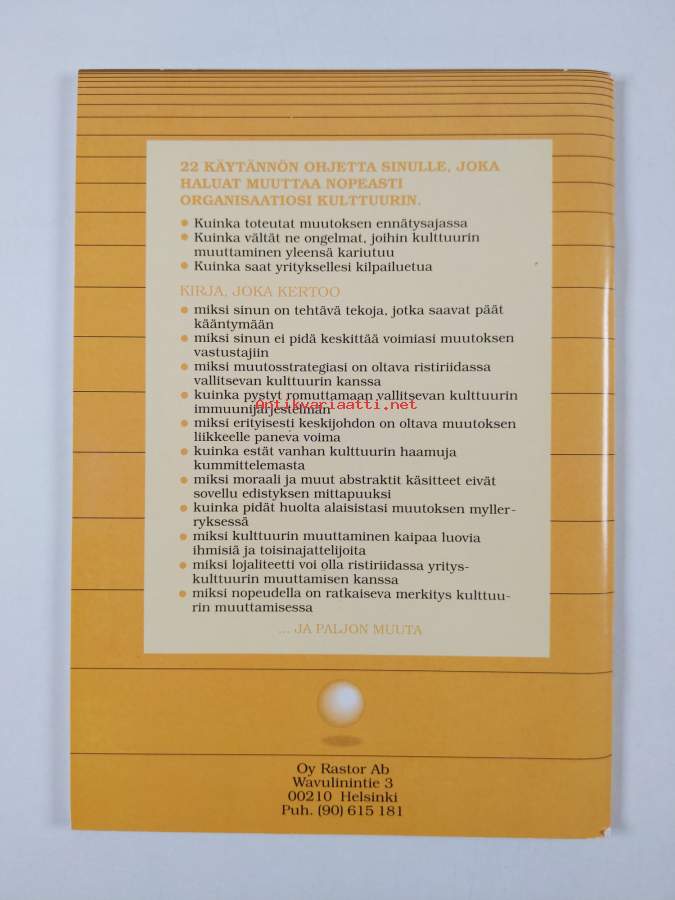 22 KÄYTÄNNÖN OHJETTA SINULLE, JOKA
HALUAT MUUTTAA NOPEASTI
ORGANISAATIOSI KULTTUURIN.
• Kuinka toteutat muutoksen ennätysajassa
• Kuinka vältät ne ongelmat, joihin kulttuurin
muuttaminen yleensä kariutuu
• Kuinka saat yrityksellesi kilpailuetua
KIRJA, JOKA KERTOO
• miksi sinun on tehtävä tekoja, jotka saavat päät
kääntymään
• miksi sinun ei pidä keskittää voimiasi muutoksen
vastustajiin
• miksi muutosstrategiasi on oltava ristiriidassa
vallitsevan kulttuurin kanssa
• kuinka pystyt romuttamaan vallitsevan kulttuurin
Antikvariaatti.net
immuunijärjestelmän
• miksi erityisesti keskijohdon on oltava muutoksen
liikkeelle paneva voima
• kuinka estät vanhan kulttuurin haamuja
kummittelemasta
• miksi moraali ja muut abstraktit käsitteet eivät
sovellu edistyksen mittapuuksi
• kuinka pidät huolta alaisistasi muutoksen myller-
ryksessä
• miksi kulttuurin muuttaminen kaipaa luovia
ihmisiä ja toisinajattelijoita
• miksi lojaliteetti voi olla ristiriidassa yritys-
kulttuurin muuttamisen kanssa
• miksi nopeudella on ratkaiseva merkitys kulttuu-
rin muuttamisessa
... JA PALJON MUUTA
Oy Rastor Ab
Wavulinintie 3
00210 Helsinki
Puh. (90) 615 181